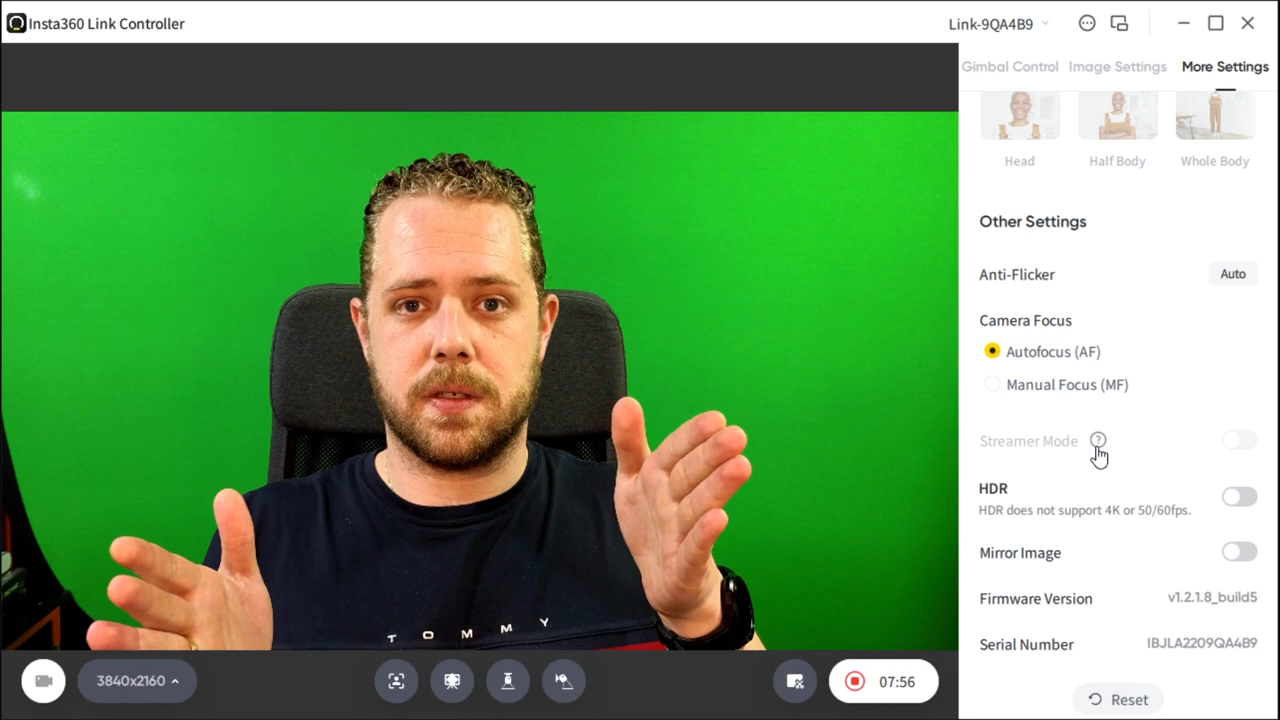 Insta360 Link Controller
Link-9QA4B9
Gimbal Control Image Settings More Settings
Head Half Body Whole Body
Other Settings
Anti-Flicker Auto
Camera Focus
Autofocus (AF)
Manual Focus (MF)
Streamer Mode ?
HDR
HDR does not support 4K or 50/60fps.
Mirror Image
Firmware Version v1.2.1.8_build5
Serial Number IBJLA2209QA4B9
TOMMY
3840x2160
07:56
Reset